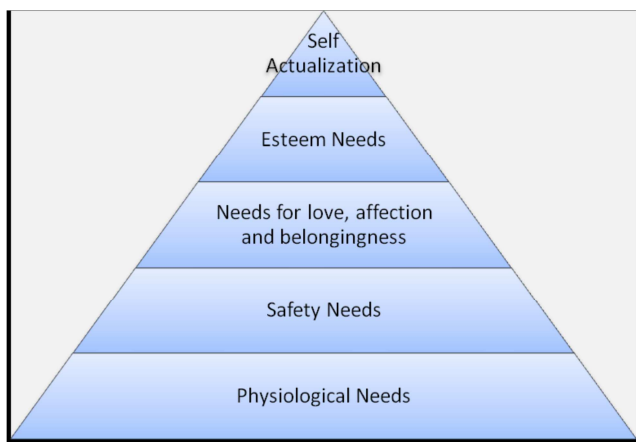 Self
Actualization
Esteem Needs
Needs for love, affection
and belongingness
Safety Needs
Physiological Needs